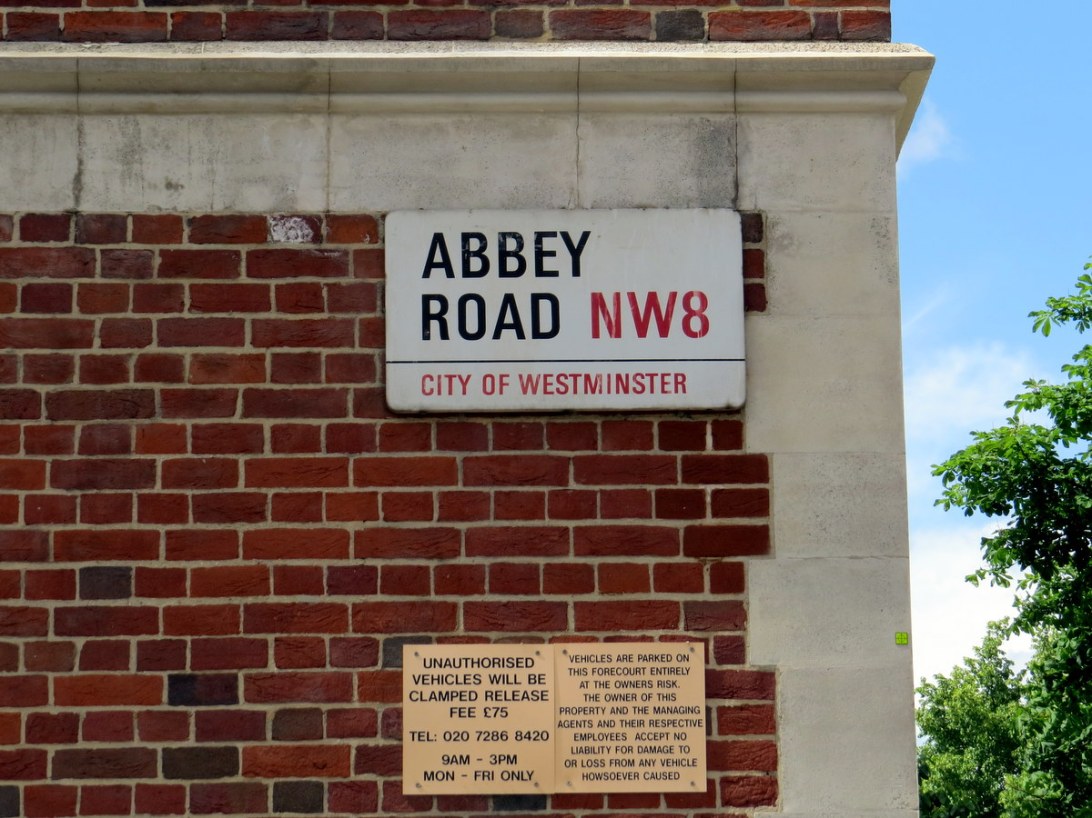 ABBEY
ROAD NW8
CITY OF WESTMINSTER
UNAUTHORISED
VEHICLES WILL BE
CLAMPED RELEASE
FEE £75
TEL: 020 7286 8420
9AM - 3PM
MON - FRI ONLY
VEHICLES ARE PARKED ON
THIS FORECOURT ENTIRELY
AT THE OWNERS RISK.
THE OWNER OF THIS
PROPERTY AND THE MANAGING
AGENTS AND THEIR RESPECTIVE
EMPLOYEES ACCEPT NO
LIABILITY FOR DAMAGE TO
OR LOSS FROM ANY VEHICLE
HOWSOEVER CAUSED